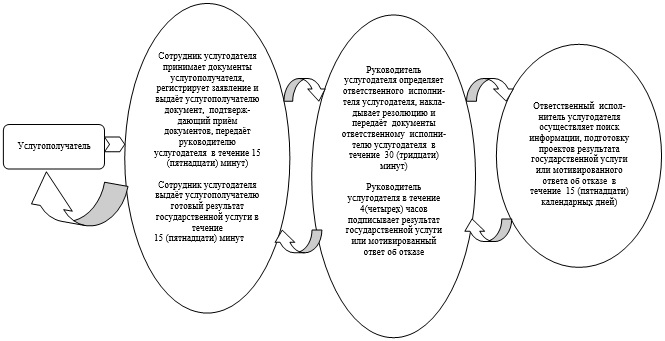 Услугополучатель
Сотрудник услугодателя
принимает документы
услугополучателя,
регистрирует заявление и
выдаёт услугополучателю
документ, подтверж-
дающий приём
документов, передаёт
руководителю
услугодателя в течение 15
(пятнадцати) минут)
Сотрудник услугодателя
выдаёт услугополучателю
готовый результат
государственной услуги в
течение
15 (пятнадцати) минут
Руководитель
услугодателя определяет
ответственного исполни-
теля услугодателя, накла-
дывает резолюцию и
передаёт документы
ответственному исполни-
телю услугодателя в
течение 30 (тридцати)
минут)
Руководитель
услугодателя в течение
4(четырех) часов
подписывает результат
государственной услуги
или мотивированный
ответ об отказе
Ответственный испол-
нитель услугодателя
осуществляет поиск
информации, подготовку
проектов результата
государственной услуги
или мотивированного
ответа об отказе в
течение 15 (пятнадцати)
календарных дней)